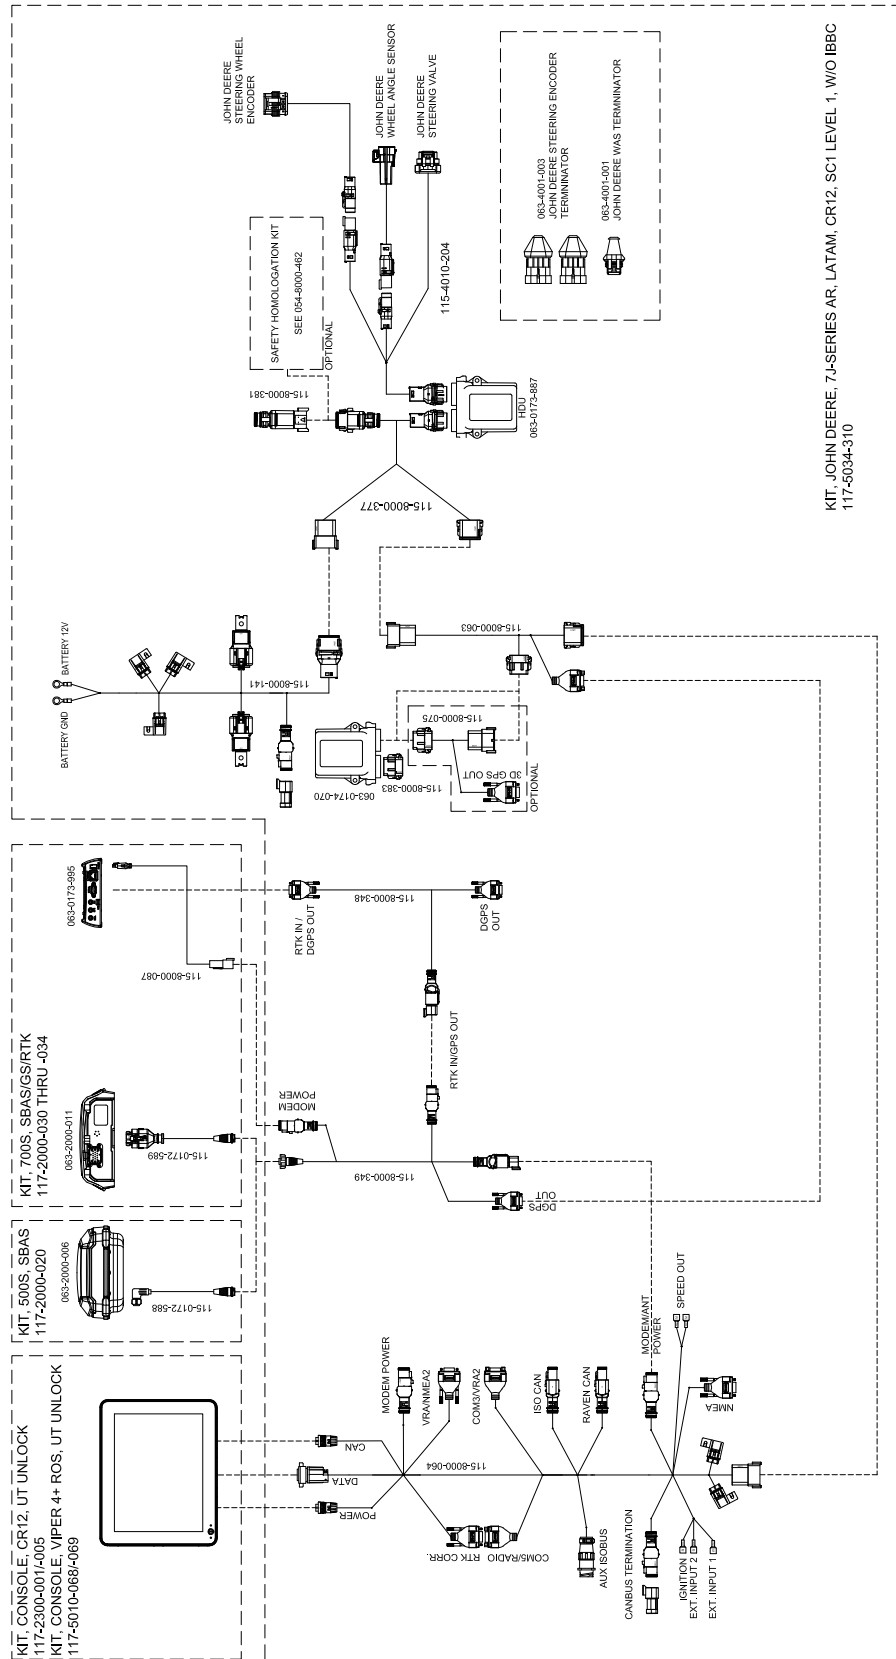 KIT, JOHN DEERE, 7J-SERIES AR, LATAM, CR12, SC1 LEVEL 1, W/O IBBC
117-5034-310
JOHN DEERE
STEERING WHEEL
ENCODER
JOHN DEERE
WHEEL ANGLE SENSOR
JOHN DEERE
STEERING VALVE
115-4010-204
063-4001-003
JOHN DEERE STEERING ENCODER
TERMNINATOR
063-4001-001
JOHN DEERE WAS TERMNINATOR
SAFETY HOMOLOGATION KIT
SEE 054-8000-462
OPTIONAL
115-8000-381
HDU
063-0173-887
115-8000-377
BATTERY 12V
BATTERY GND
115-8000-141
115-8000-063
063-0174-070
115-8000-383
115-8000-075
3D GPS OUT
OPTIONAL
KIT, 700S, SBAS/GS/RTK
117-2000-030 THRU -034
063-0173-995
115-8000-087
063-2000-011
115-0172-589
RTK IN /
DGPS OUT
115-8000-348
DGPS
OUT
RTK IN/GPS OUT
MODEM
POWER
115-8000-349
DGPS
OUT
KIT, 500S, SBAS
117-2000-020
063-2000-006
115-0172-588
KIT, CONSOLE, CR12, UT UNLOCK
117-2300-001/-005
KIT, CONSOLE, VIPER 4+ ROS, UT UNLOCK
117-5010-068/-069
CAN
DATA
POWER
MODEM POWER
VRA/NMEA2
COM3/VRA2
115-8000-064
RTK CORR.
COM5/RADIO
ISO CAN
RAVEN CAN
AUX ISOBUS
MODEM/ANT
POWER
SPEED OUT
NMEA
CANBUS TERMINATION
IGNITION
EXT. INPUT 2
EXT. INPUT 1